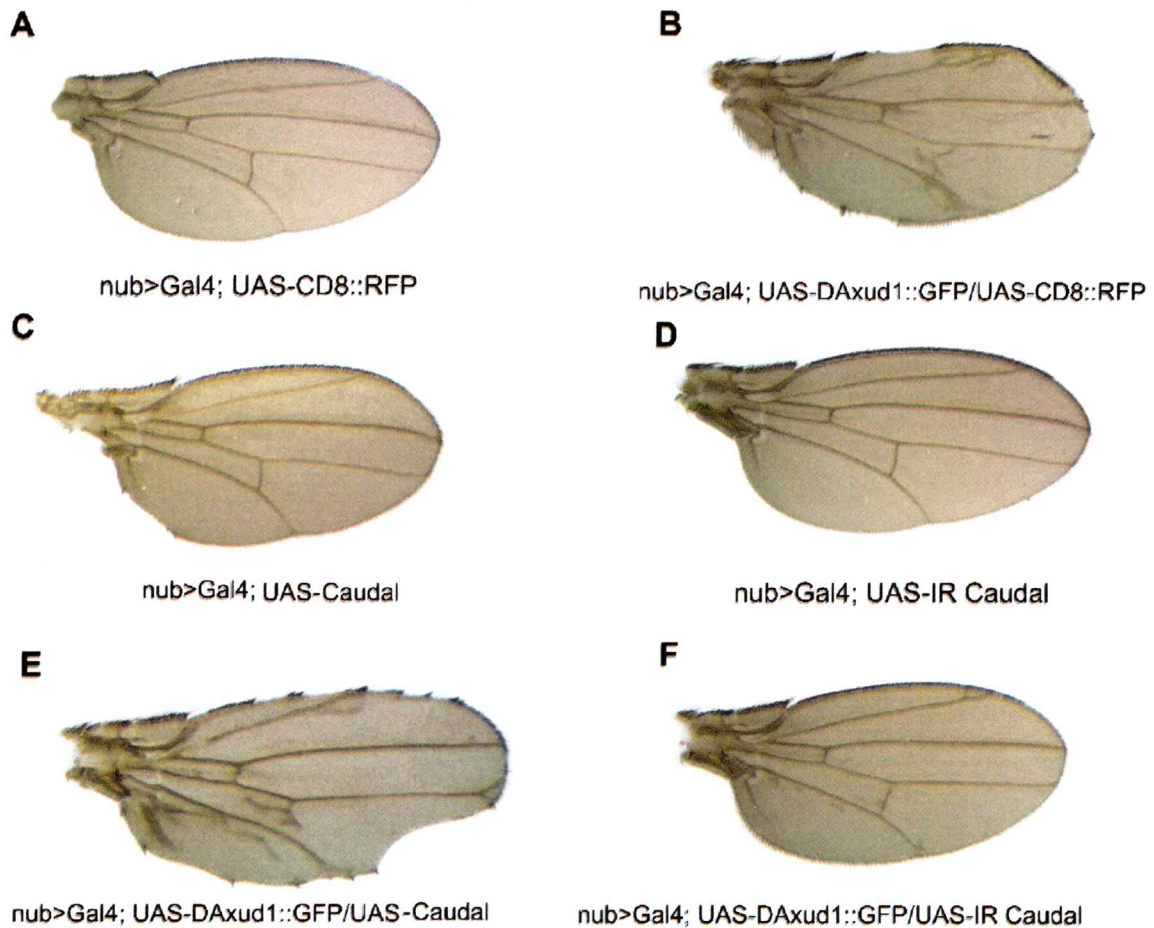 A
B
nub>Gal4; UAS-CD8::RFP
nub>Gal4; UAS-DAxud1::GFP/UAS-CD8::RFP
C
D
nub>Gal4; UAS-Caudal
nub>Gal4; UAS-IR Caudal
E
F
nub>Gal4; UAS-DAxud1::GFP/UAS-Caudal
nub>Gal4; UAS-DAxud1::GFP/UAS-IR Caudal